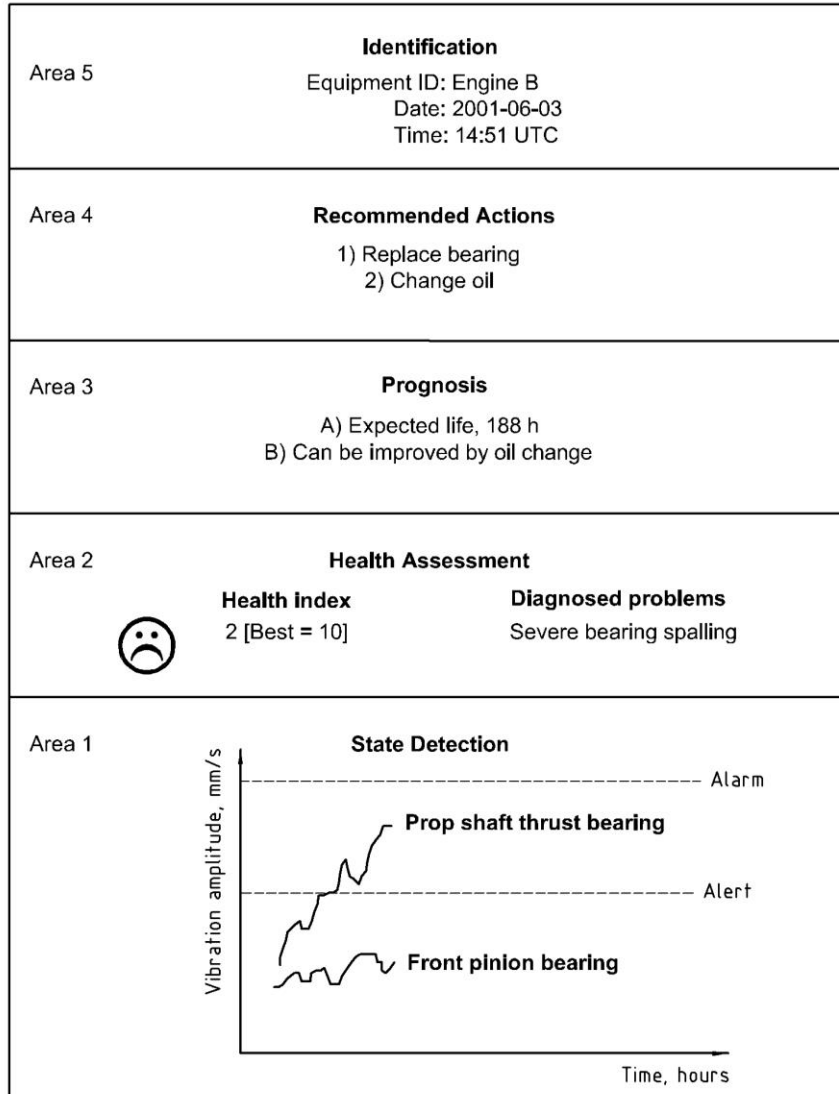 Area 5
Identification
Equipment ID: Engine B
Date: 2001-06-03
Time: 14:51 UTC
Area 4
Recommended Actions
1) Replace bearing
2) Change oil
Area 3
Prognosis
A) Expected life, 188 h
B) Can be improved by oil change
Area 2
Health Assessment
Health index
Diagnosed problems
2 [Best = 10]
Severe bearing spalling
Area 1
State Detection
Vibration amplitude, mm/s
Alarm
Prop shaft thrust bearing
Alert
Front pinion bearing
Time, hours